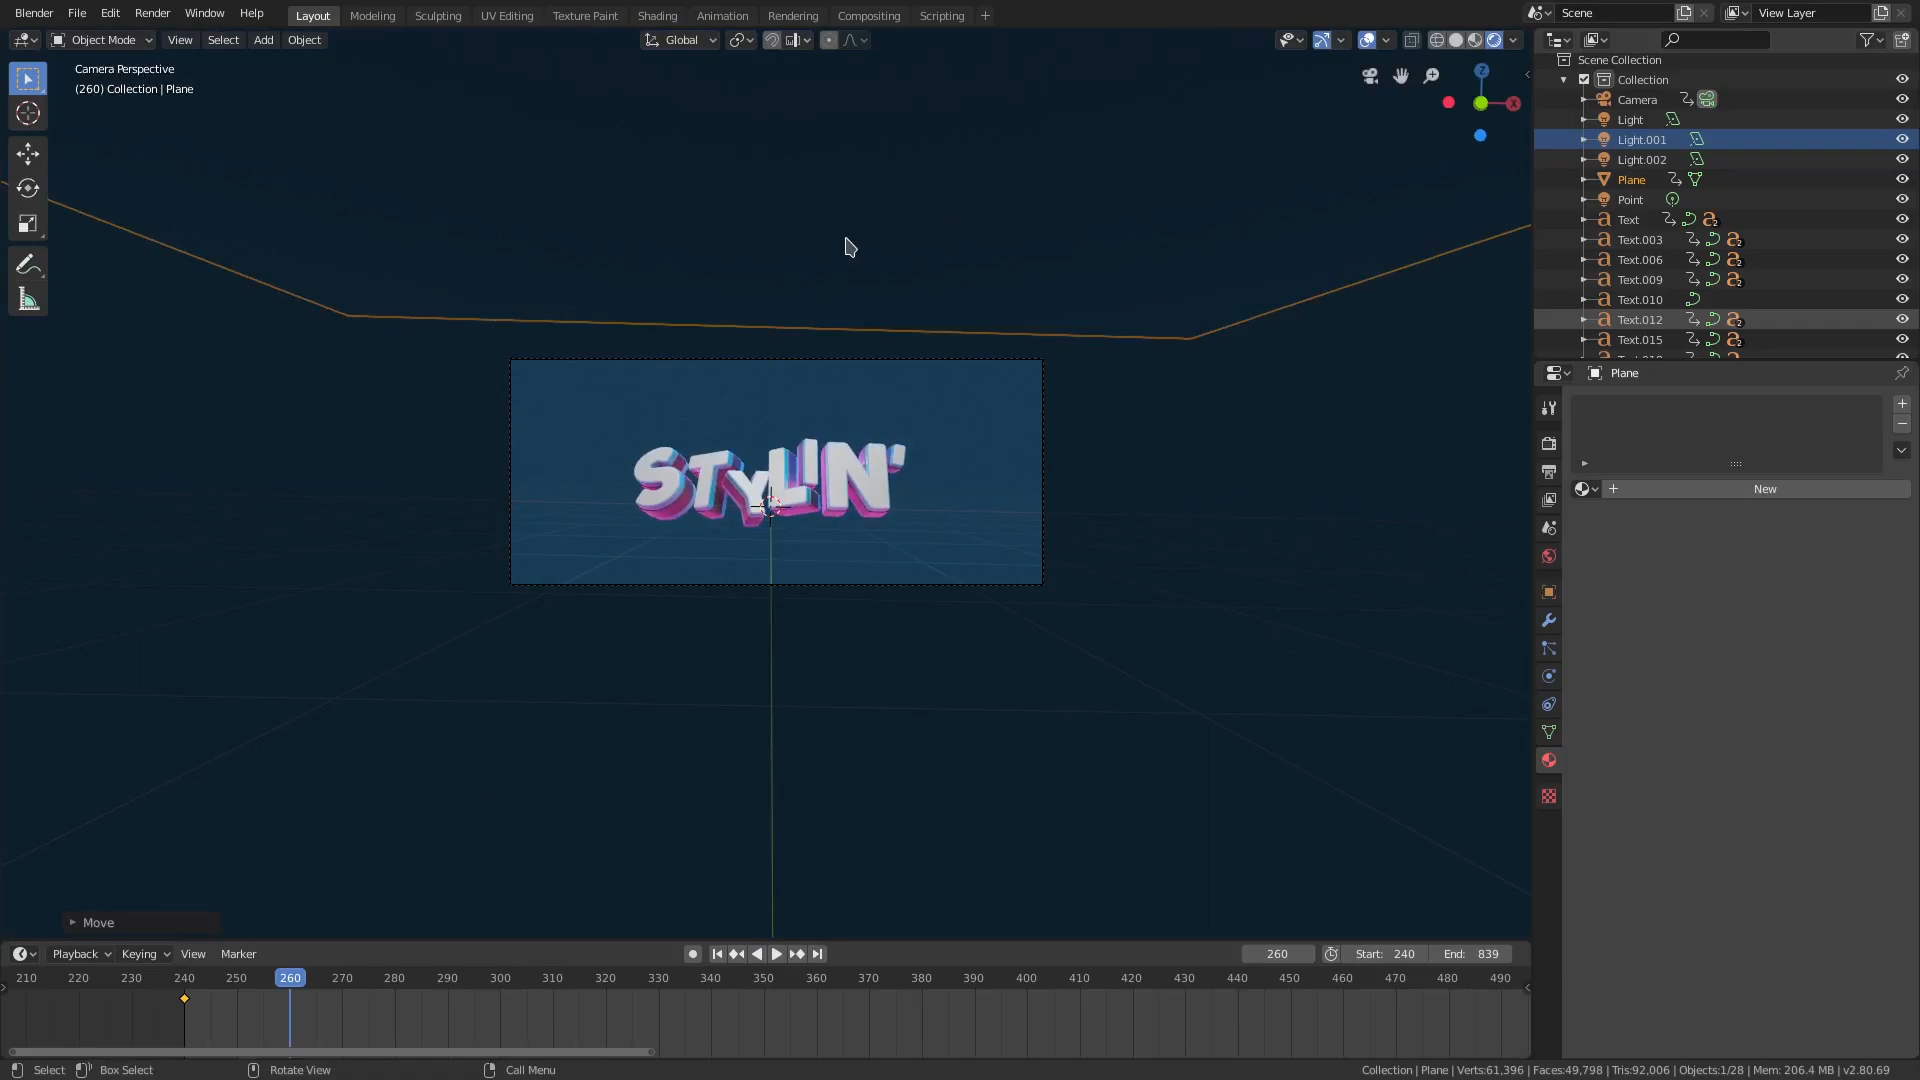 Blender File Edit Render Window Help Layout Modeling Sculpting UV Editing Texture Paint Shading Animation Rendering Compositing Scripting + Scene View Layer
Object Mode View Select Add Object Global
Camera Perspective
(260) Collection | Plane
Z
X
STYLIN'
Scene Collection
Collection
Camera
Light
Light.001
Light.002
Plane
Point
Text
Text.003
Text.006
Text.009
Text.010
Text.012
Text.015
Plane
New
Move
Playback Keying View Marker 260 Start: 240 End: 839
210 220 230 240 250 260 270 280 290 300 310 320 330 340 350 360 370 380 390 400 410 420 430 440 450 460 470 480 490
Select Box Select Rotate View Call Menu Collection | Plane | Verts:61,396 | Faces:49,798 | Tris:92,006 | Objects:1/28 | Mem: 206.4 MB | v2.80.69